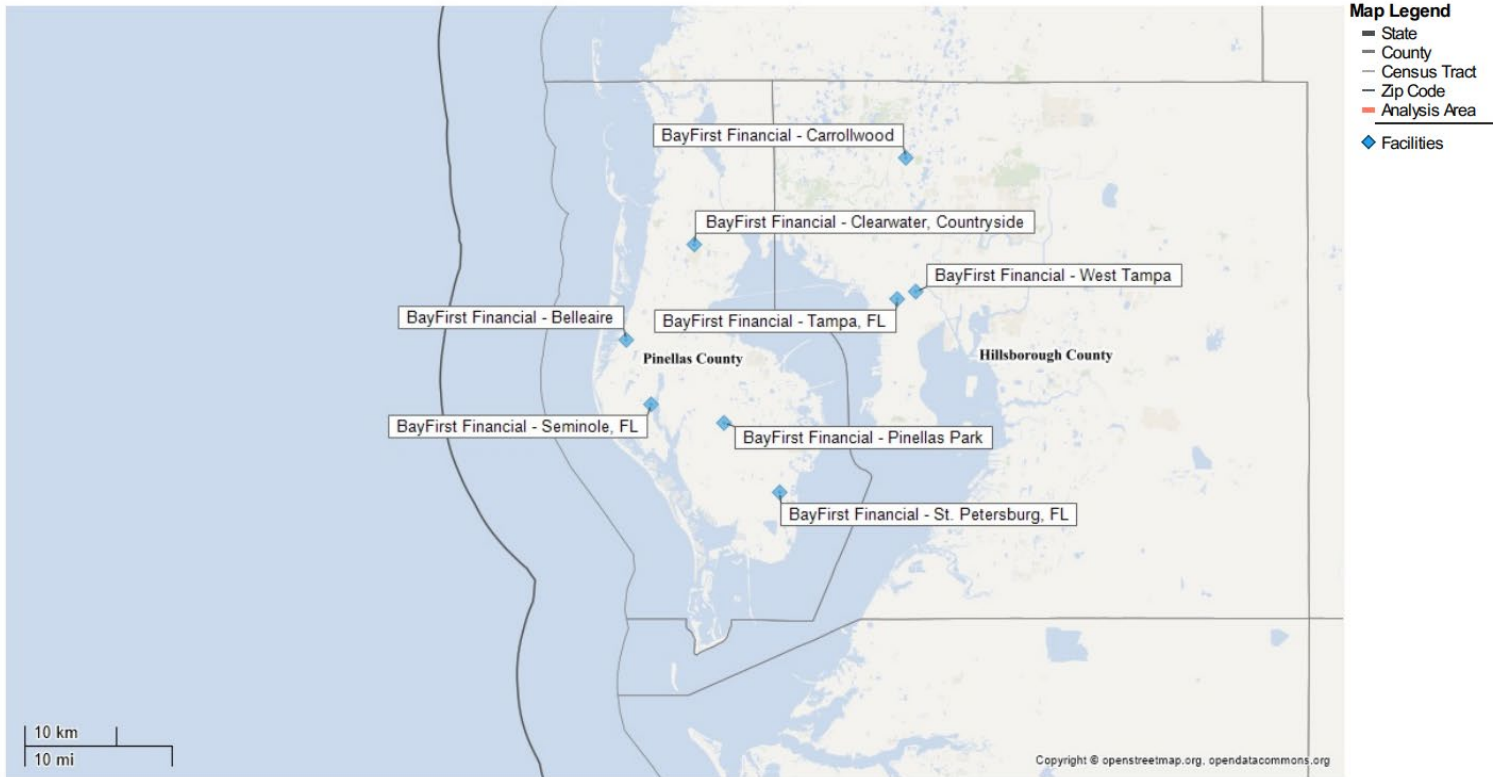 Map Legend
State
County
Census Tract
Zip Code
Analysis Area
Facilities
BayFirst Financial - Carrollwood
BayFirst Financial - Clearwater, Countryside
BayFirst Financial - West Tampa
BayFirst Financial - Belleaire
BayFirst Financial - Tampa, FL
Pinellas County
Hillsborough County
BayFirst Financial - Seminole, FL
BayFirst Financial - Pinellas Park
BayFirst Financial - St. Petersburg, FL
10 km
10 mi
Copyright © openstreetmap.org, opendatacommons.org